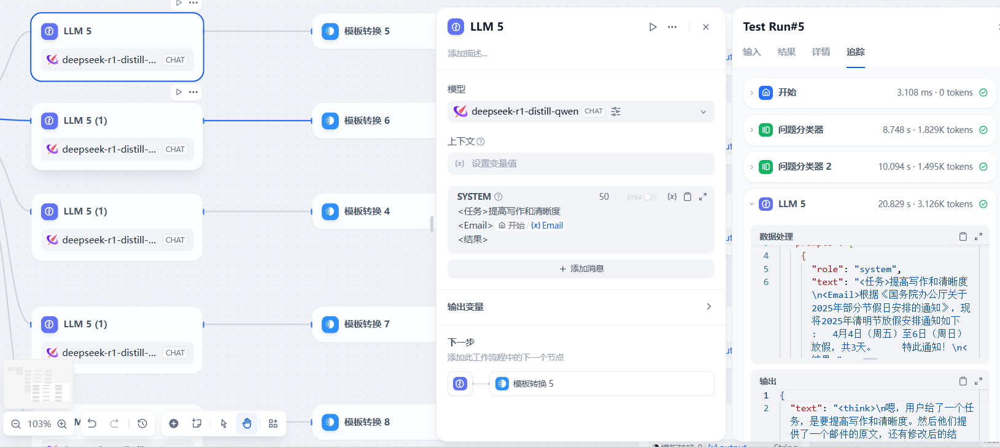 LLM 5
deepseek-r1-distill-... CHAT
模板转换 5
LLM 5 (1)
deepseek-r1-distill-... CHAT
模板转换 6
LLM 5 (1)
deepseek-r1-distill-... CHAT
模板转换 4
LLM 5 (1)
deepseek-r1-distill-... CHAT
模板转换 7
模板转换 8
103%
LLM 5
添加描述...
模型
deepseek-r1-distill-qwen CHAT
上下文
{x} 设置变量值
SYSTEM 50 Jinja {x}
<任务>提高写作和清晰度
<Email> 开始 / {x} Email
<结果>
+ 添加消息
输出变量
下一步
添加此工作流程中的下一个节点
模板转换 5
Test Run#5
输入 结果 详情 追踪
开始 3.108 ms · 0 tokens
问题分类器 8.748 s · 1.829K tokens
问题分类器 2 10.094 s · 1.495K tokens
LLM 5 20.829 s · 3.126K tokens
数据处理
4 {
5 "role": "system",
6 "text": "<任务>提高写作和清晰度
\n<Email>根据《国务院办公厅关于
2025年部分节假日安排的通知》，现
将2025年清明节放假安排通知如下
： 4月4日（周五）至6日（周日）
放假，共3天。 特此通知！\n<
输出
1 {
2 "text": "<think>\n嗯，用户给了一个任
务，是要提高写作和清晰度。然后他们提
供了一个邮件的原文，还有修改后的结